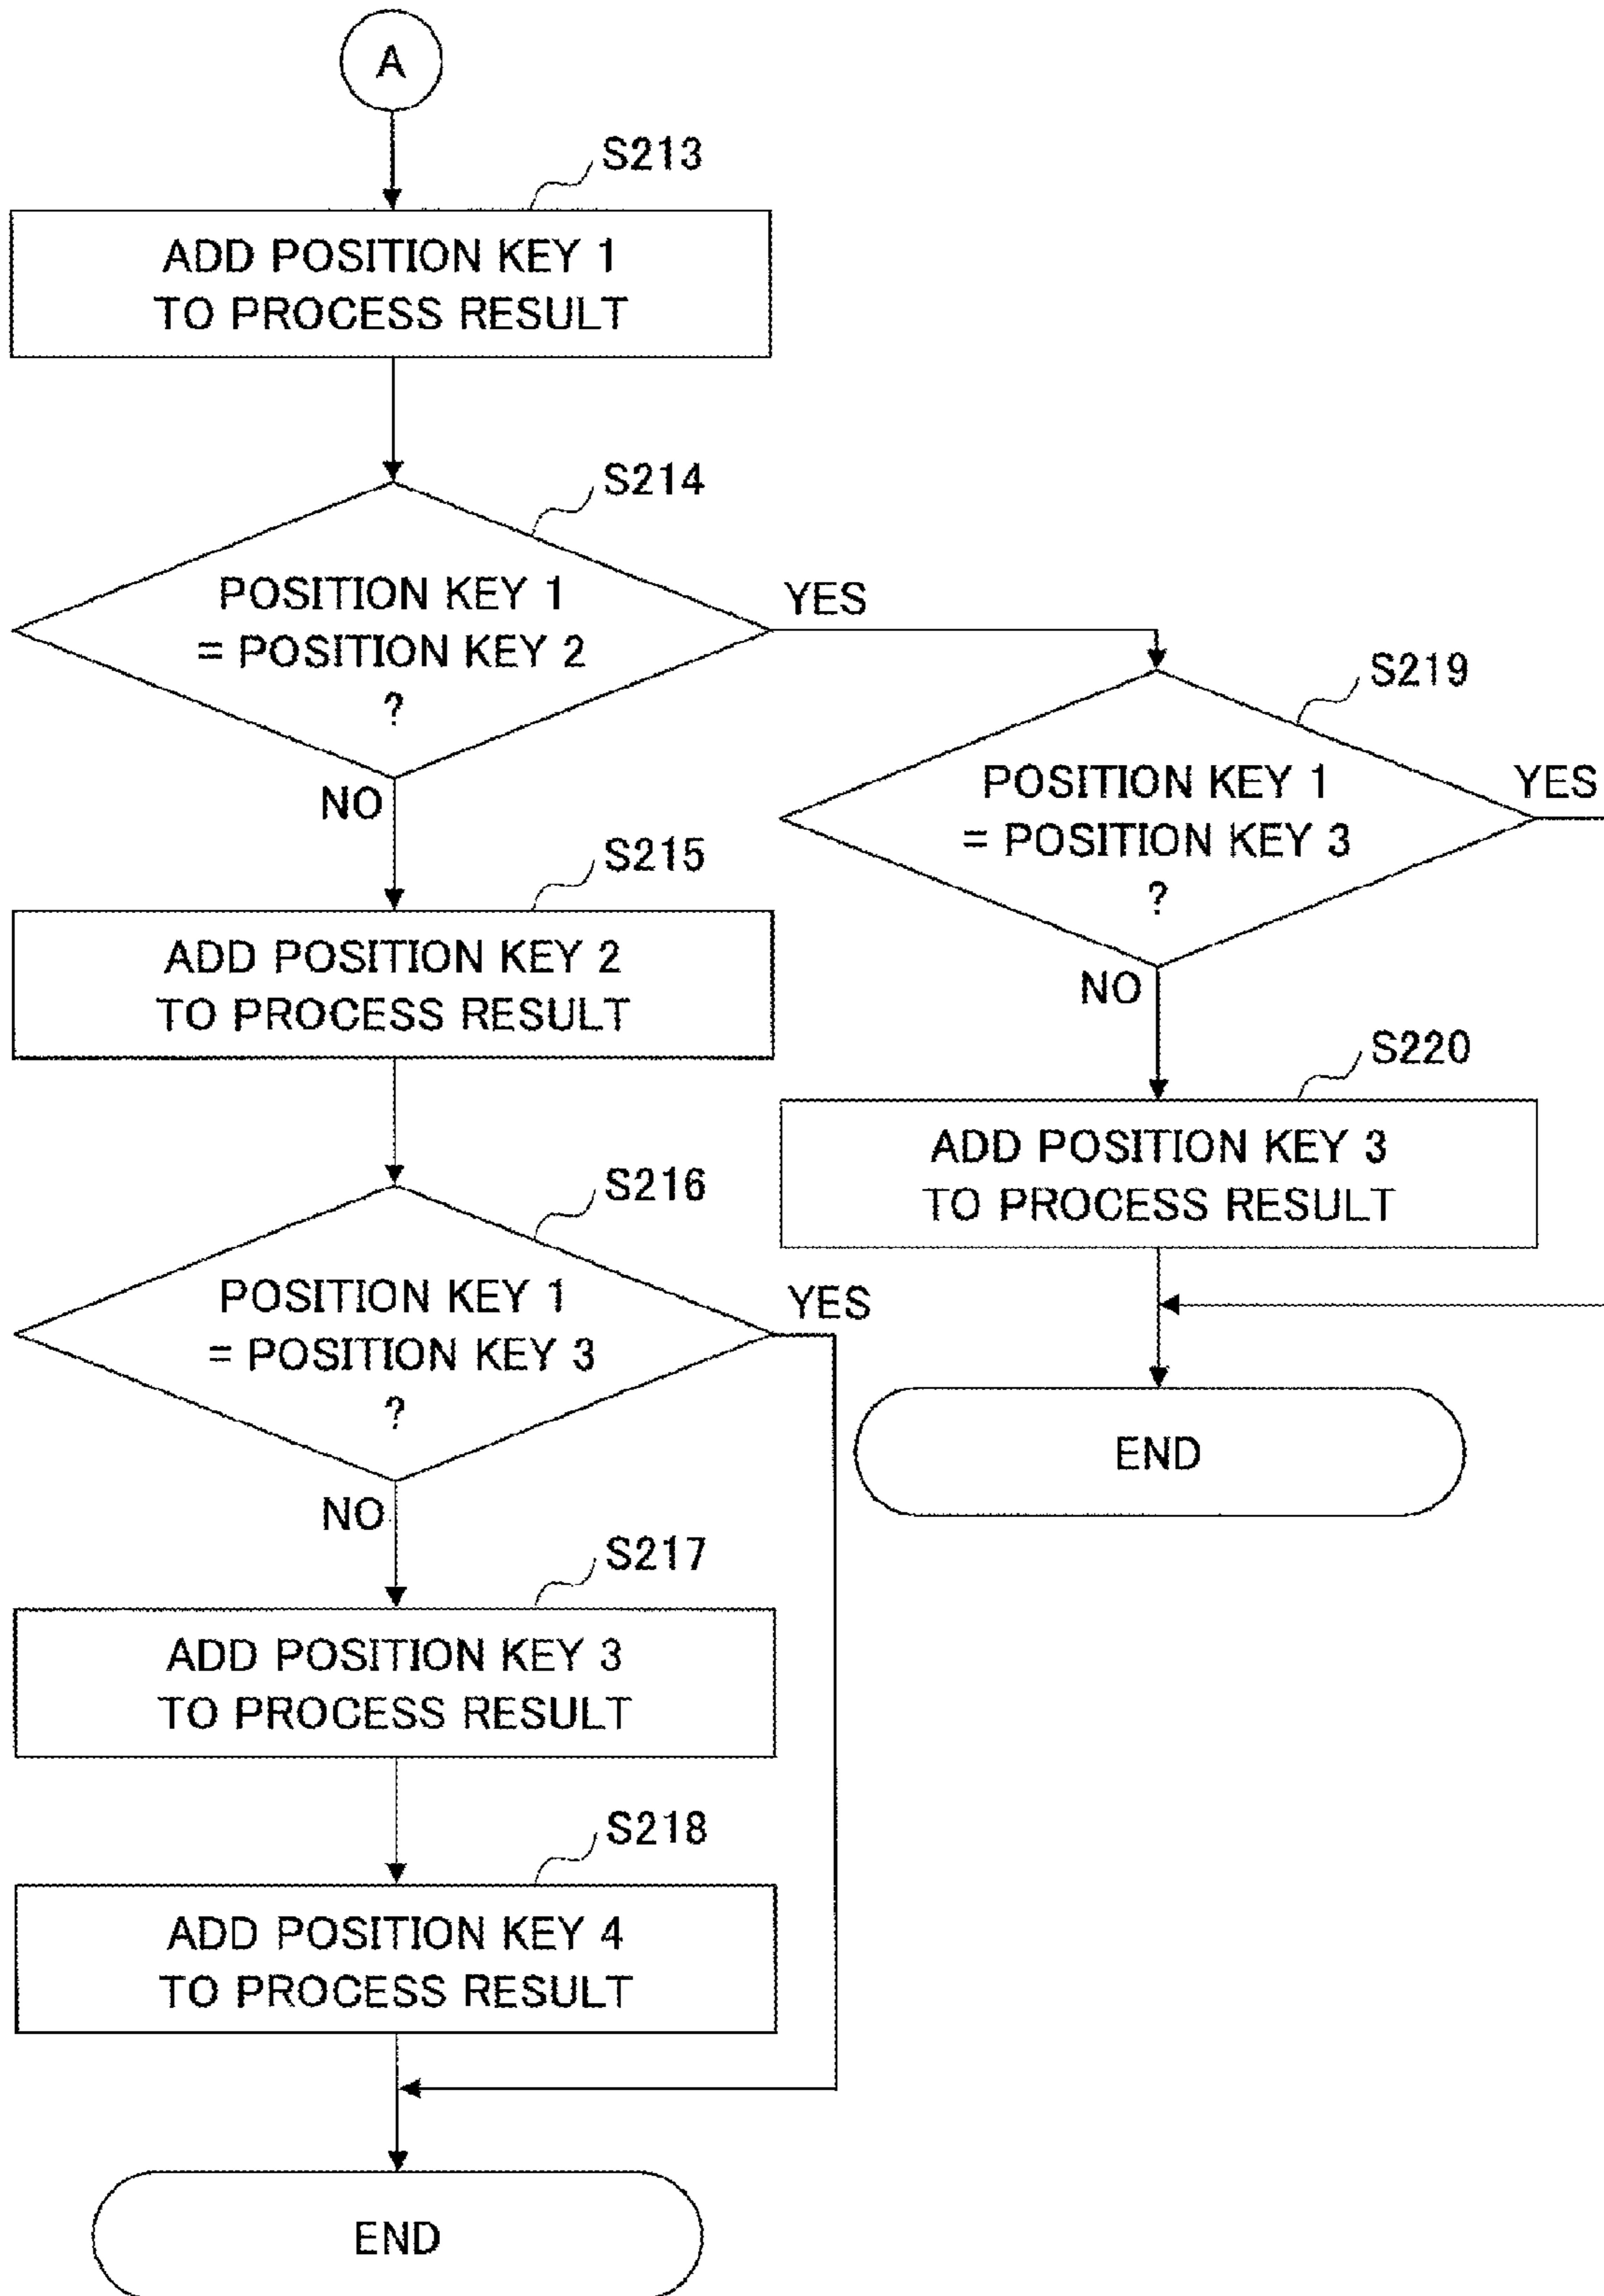 A
S213
ADD POSITION KEY 1
TO PROCESS RESULT
S214
POSITION KEY 1
= POSITION KEY 2
?
YES
NO
S219
POSITION KEY 1
= POSITION KEY 3
?
YES
NO
S215
ADD POSITION KEY 2
TO PROCESS RESULT
S220
ADD POSITION KEY 3
TO PROCESS RESULT
S216
POSITION KEY 1
= POSITION KEY 3
?
YES
NO
END
S217
ADD POSITION KEY 3
TO PROCESS RESULT
S218
ADD POSITION KEY 4
TO PROCESS RESULT
END